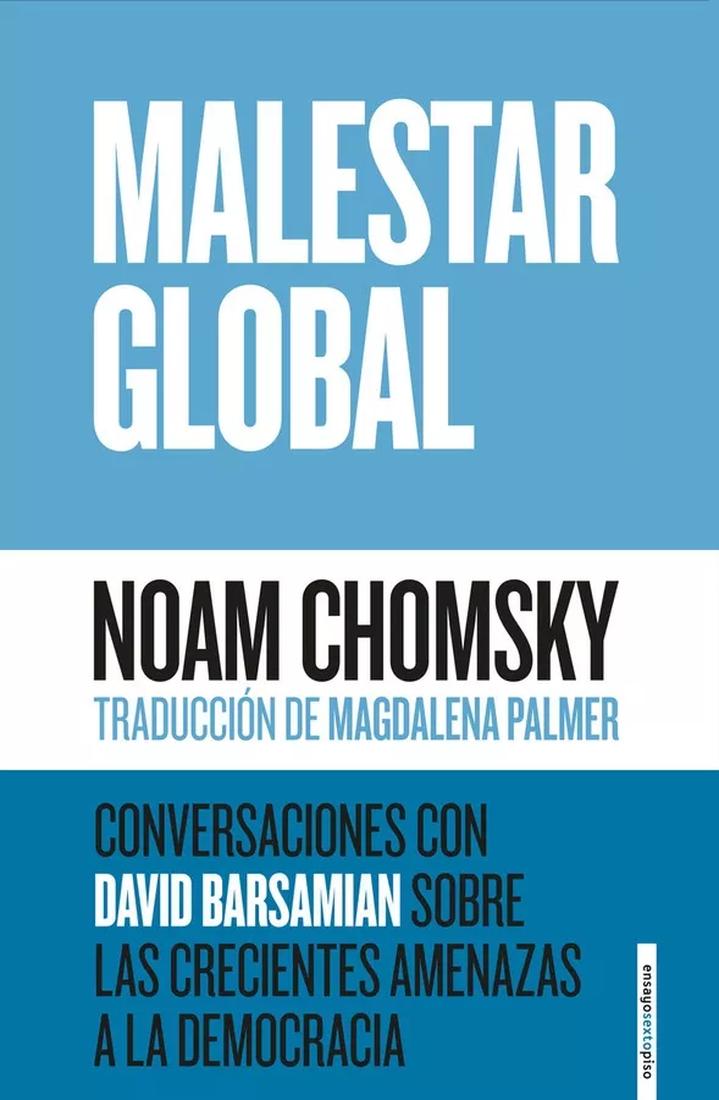 MALESTAR
GLOBAL
NOAM CHOMSKY
TRADUCCIÓN DE MAGDALENA PALMER
CONVERSACIONES CON
DAVID BARSAMIAN SOBRE
LAS CRECIENTES AMENAZAS
A LA DEMOCRACIA
ensayosextopiso